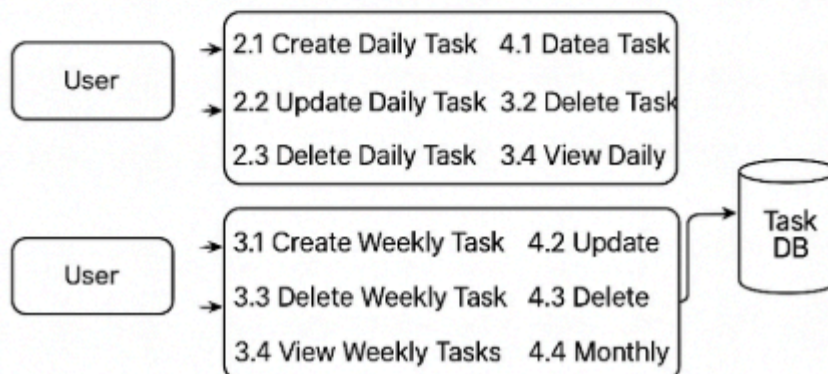 User
2.1 Create Daily Task 4.1 Datea Task
2.2 Update Daily Task 3.2 Delete Task
2.3 Delete Daily Task 3.4 View Daily
Task DB
User
3.1 Create Weekly Task 4.2 Update
3.3 Delete Weekly Task 4.3 Delete
3.4 View Weekly Tasks 4.4 Monthly